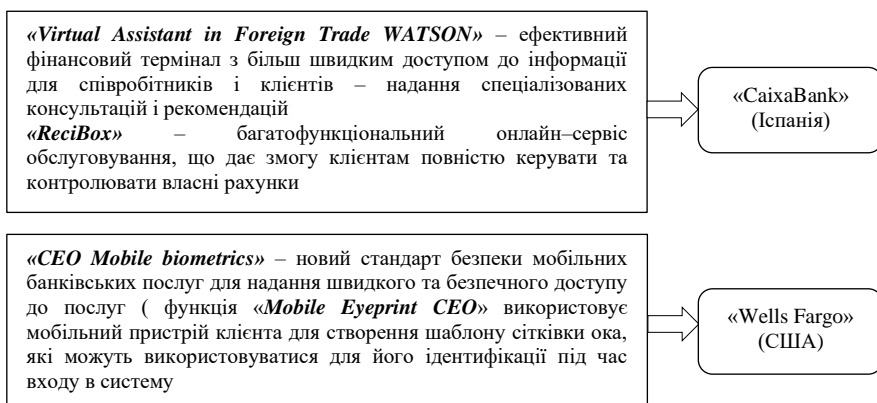 «Virtual Assistant in Foreign Trade WATSON» – ефективний
фінансовий термінал з більш швидким доступом до інформації
для співробітників і клієнтів – надання спеціалізованих
консультацій і рекомендацій
«ReciBox» – багатофункціональний онлайн–сервіс
обслуговування, що дає змогу клієнтам повністю керувати та
контролювати власні рахунки
«CaixaBank»
(Іспанія)
«CEO Mobile biometrics» – новий стандарт безпеки мобільних
банківських послуг для надання швидкого та безпечного доступу
до послуг ( функція «Mobile Eyeprint CEO» використовує
мобільний пристрій клієнта для створення шаблону сітківки ока,
які можуть використовуватися для його ідентифікації під час
входу в систему
«Wells Fargo»
(США)